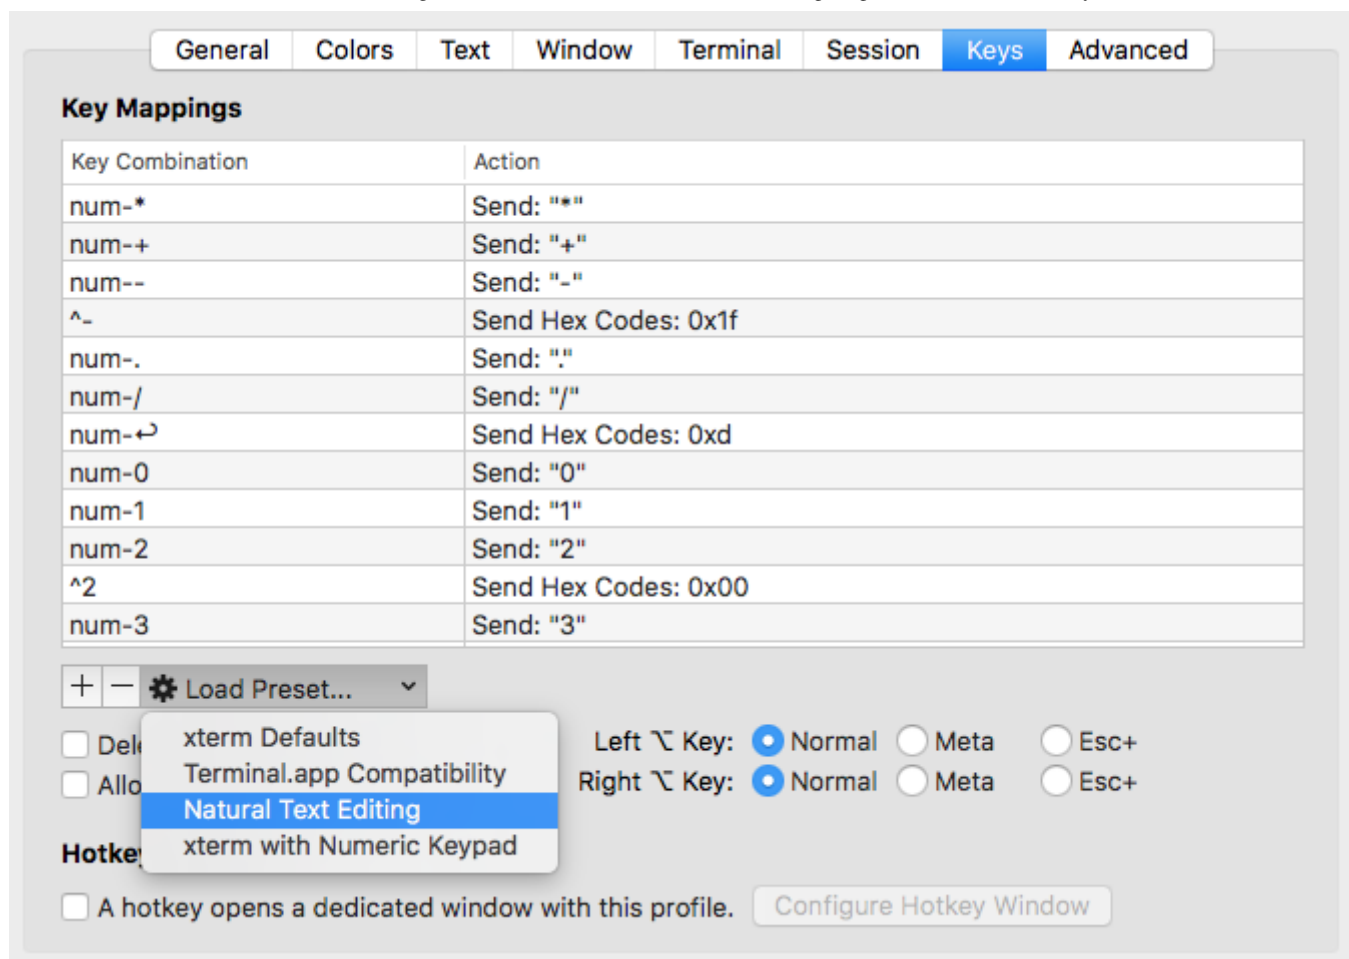 General Colors Text Window Terminal Session Keys Advanced
Key Mappings
Key Combination Action
num-* Send: "*"
num-+ Send: "+"
num-- Send: "-"
^- Send Hex Codes: 0x1f
num-. Send: "."
num-/ Send: "/"
num-↩ Send Hex Codes: 0xd
num-0 Send: "0"
num-1 Send: "1"
num-2 Send: "2"
^2 Send Hex Codes: 0x00
num-3 Send: "3"
+ − Load Preset...
xterm Defaults
Terminal.app Compatibility
Natural Text Editing
xterm with Numeric Keypad
Left ⌥ Key: Normal Meta Esc+
Right ⌥ Key: Normal Meta Esc+
A hotkey opens a dedicated window with this profile. Configure Hotkey Window